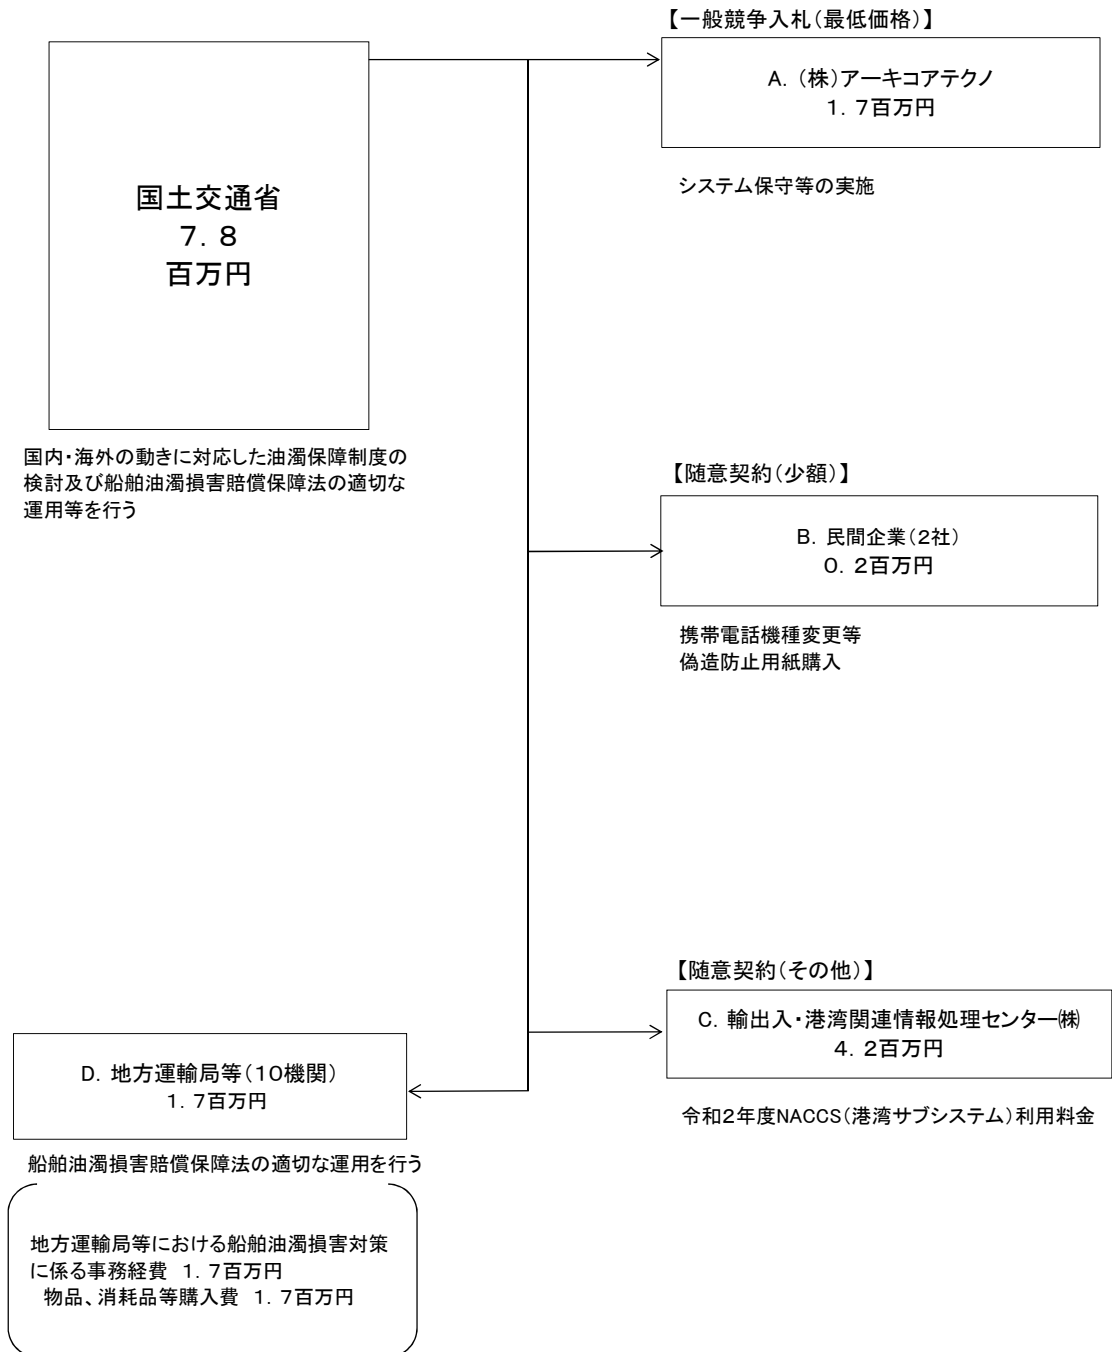 国土交通省
７．８
百万円
国内・海外の動きに対応した油濁保障制度の
検討及び船舶油濁損害賠償保障法の適切な
運用等を行う
【一般競争入札（最低価格）】
A．（株）アーキコアテクノ
１．７百万円
システム保守等の実施
【随意契約（少額）】
B．民間企業（２社）
０．２百万円
携帯電話機種変更等
偽造防止用紙購入
【随意契約（その他）】
C．輸出入・港湾関連情報処理センター㈱
４．２百万円
令和２年度NACCS（港湾サブシステム）利用料金
D．地方運輸局等（１０機関）
１．７百万円
船舶油濁損害賠償保障法の適切な運用を行う
地方運輸局等における船舶油濁損害対策
に係る事務経費　１．７百万円
物品、消耗品等購入費　１．７百万円